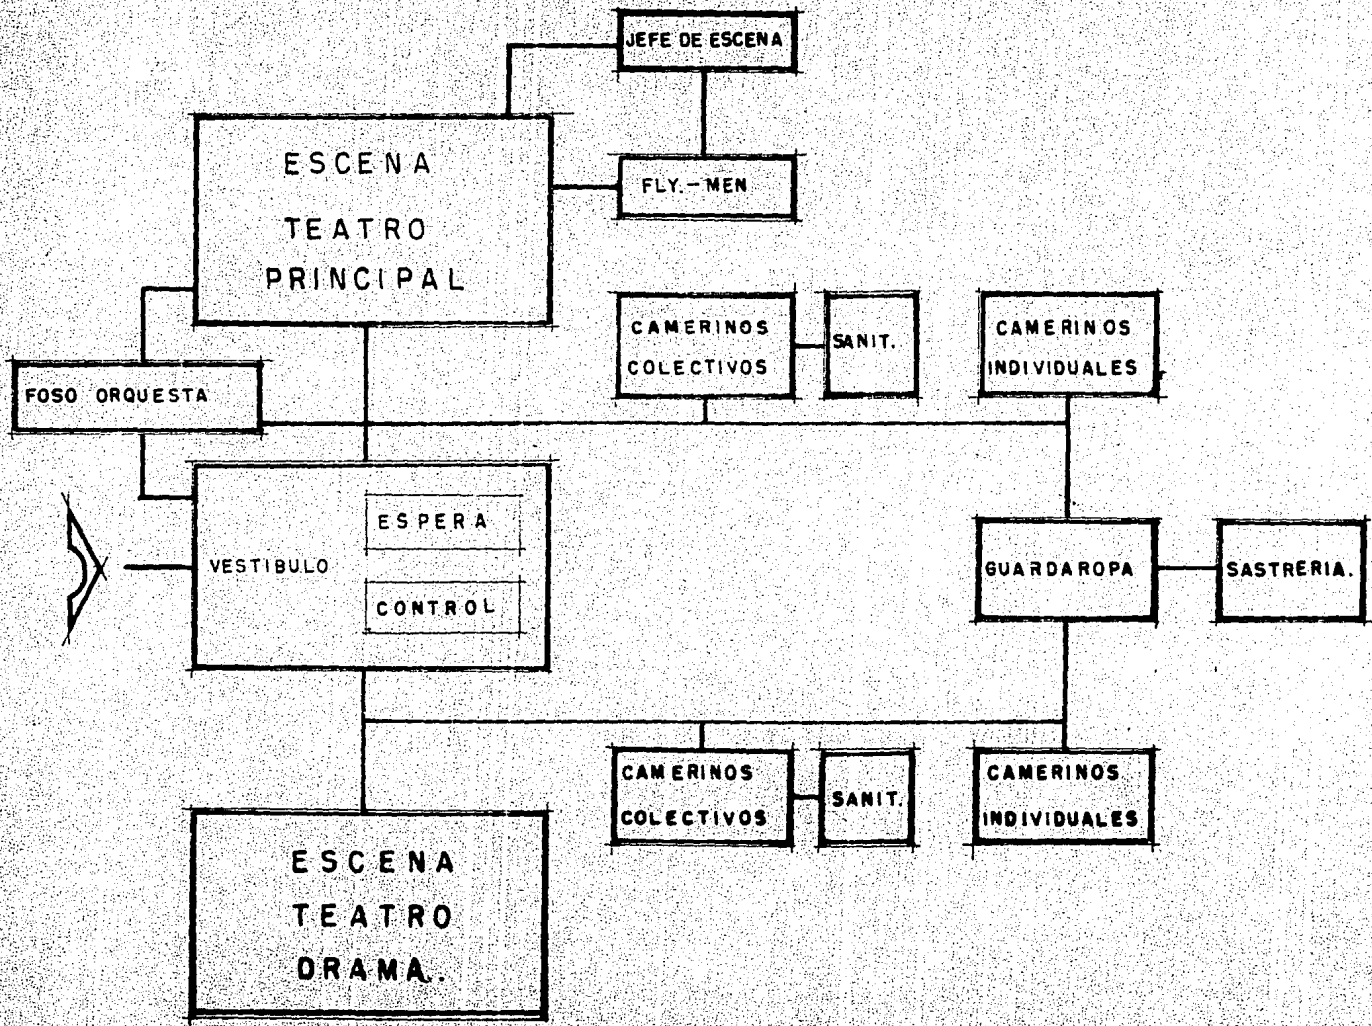 JEFE DE ESCENA
ESCENA
TEATRO
PRINCIPAL
FLY.-MEN
CAMERINOS
COLECTIVOS
SANIT.
CAMERINOS
INDIVIDUALES
FOSO ORQUESTA
VESTIBULO
ESPERA
CONTROL
GUARDAROPA
SASTRERIA.
CAMERINOS
COLECTIVOS
SANIT.
CAMERINOS
INDIVIDUALES
ESCENA
TEATRO
DRAMA.